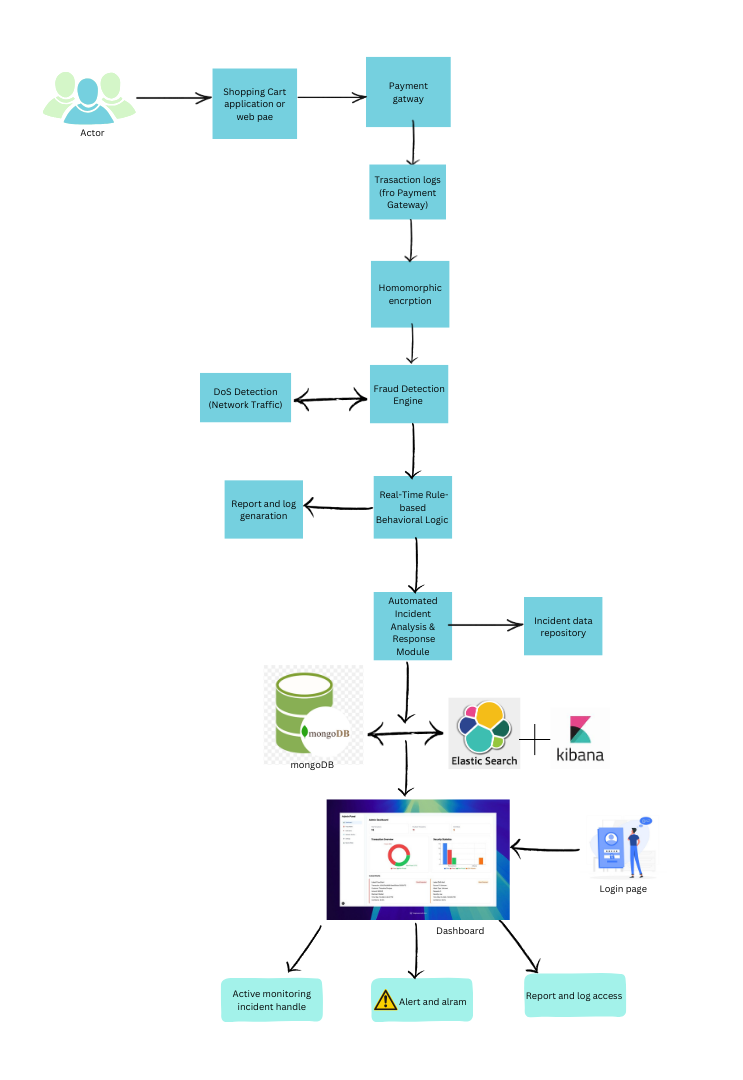 Actor
Shopping Cart
application or
web pae
Payment
gatway
Trasaction logs
(fro Payment
Gateway)
Homomorphic
encrption
DoS Detection
(Network Traffic)
Fraud Detection
Engine
Report and log
genaration
Real-Time Rule-
based
Behavioral Logic
Automated
Incident
Analysis &
Response
Module
Incident data
repository
mongoDB
mongoDB
Elastic Search
kibana
Login page
Dashboard
Active monitoring
incident handle
Alert and alram
Report and log access